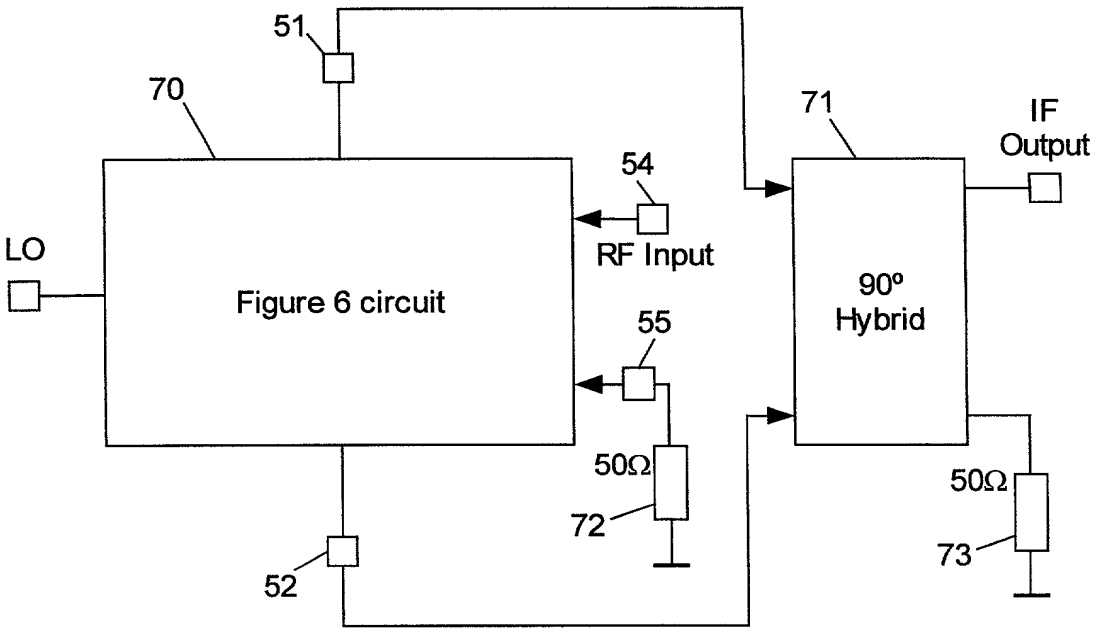 51
70
71
IF
Output
54
RF Input
LO
Figure 6 circuit
90º
Hybrid
55
50Ω
72
50Ω
73
52